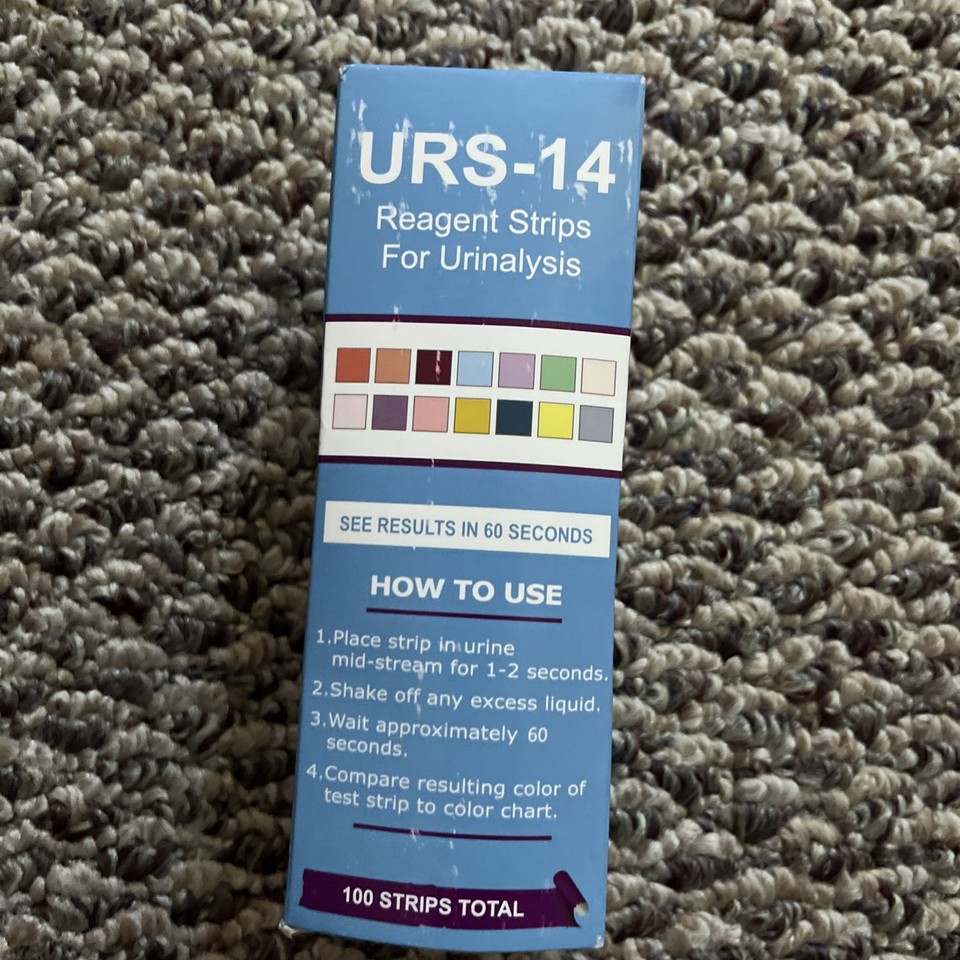 URS-14
Reagent Strips
For Urinalysis
SEE RESULTS IN 60 SECONDS
HOW TO USE
1.Place strip in urine
mid-stream for 1-2 seconds.
2.Shake off any excess liquid.
3.Wait approximately 60
seconds.
4.Compare resulting color of
test strip to color chart.
100 STRIPS TOTAL